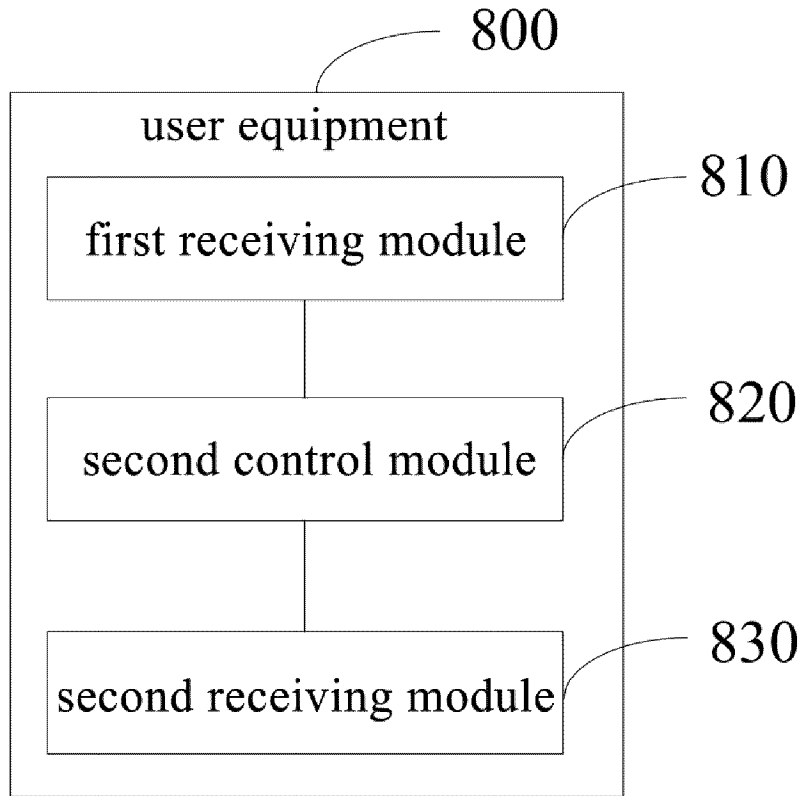 800
user equipment
810
first receiving module
820
second control module
830
second receiving module